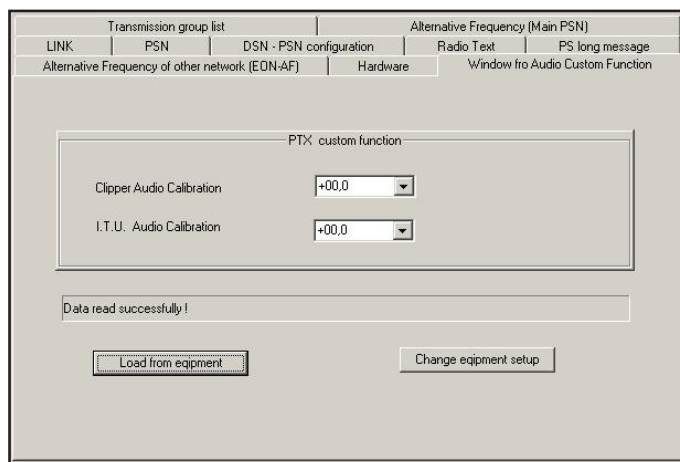 Transmission group list
Alternative Frequency (Main PSN)
LINK
PSN
DSN - PSN configuration
Radio Text
PS long message
Alternative Frequency of other network (EON-AF)
Hardware
Window fro Audio Custom Function
PTX custom function
Clipper Audio Calibration
+00,0
I.T.U. Audio Calibration
+00,0
Data read successfully !
Load from eqipment
Change eqipment setup